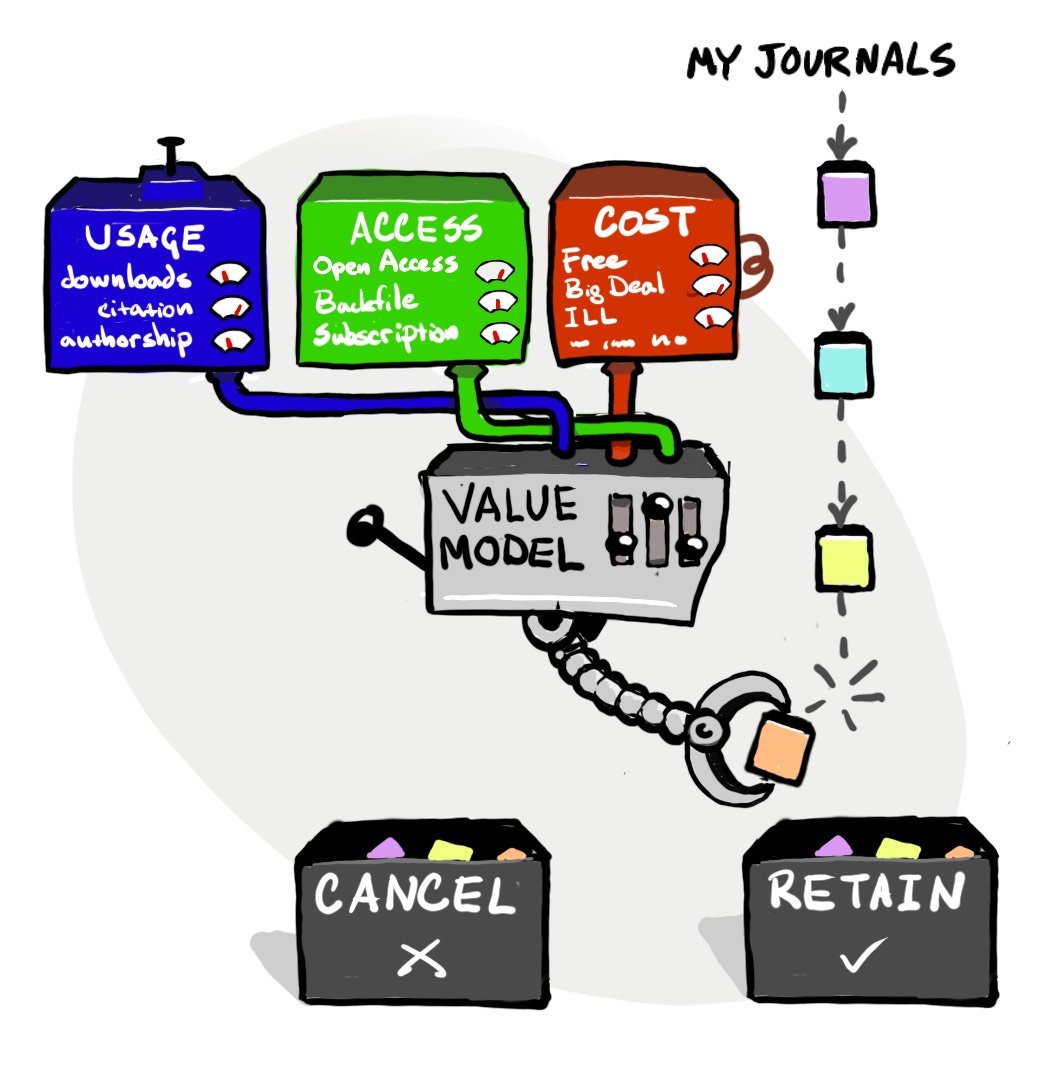 MY JOURNALS
USAGE
downloads
citation
authorship
ACCESS
Open Access
Backfile
Subscription
COST
Free
Big Deal
ILL
VALUE
MODEL
CANCEL
RETAIN